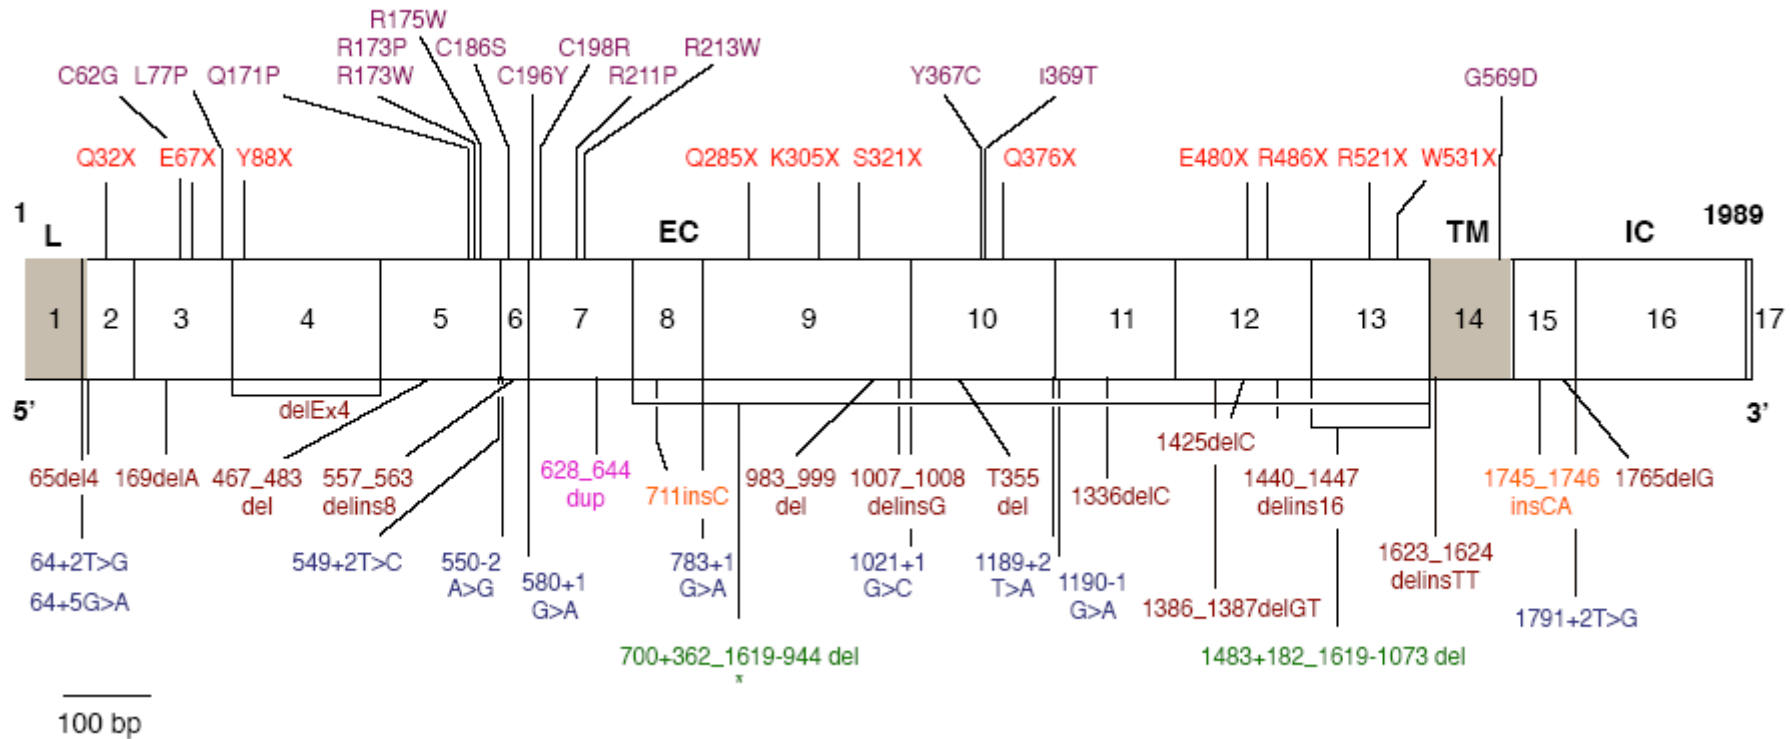 R175W
R173P C186S C198R R213W
C62G L77P Q171P R173W C196Y R211P Y367C I369T G569D
Q32X E67X Y88X Q285X K305X S321X Q376X E480X R486X R521X W531X
1 L EC TM IC 1989
1 2 3 4 5 6 7 8 9 10 11 12 13 14 15 16 17
5' delEx4 3'
65del4 169delA 467_483
del
557_563
delins8
628_644
dup
711insC
983_999
del
1007_1008
delinsG
T355
del
1336delC
1425delC
1440_1447
delins16
1745_1746
insCA
1765delG
64+2T>G
64+5G>A
549+2T>C
550-2
A>G
580+1
G>A
783+1
G>A
1021+1
G>C
1189+2
T>A
1190-1
G>A
1386_1387delGT
1623_1624
delinsTT
1791+2T>G
700+362_1619-944 del
*
1483+182_1619-1073 del
100 bp